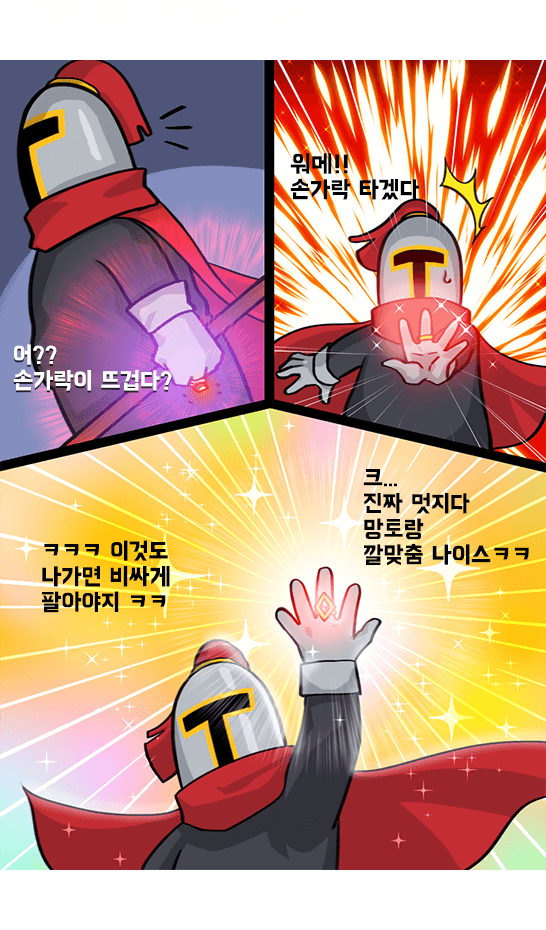 어??
손가락이 뜨겁다?
워메!!
손가락 타겠다
크...
진짜 멋지다
망토랑
깔맞춤 나이스ㅋㅋ
ㅋㅋㅋ 이것도
나가면 비싸게
팔아야지 ㅋㅋ